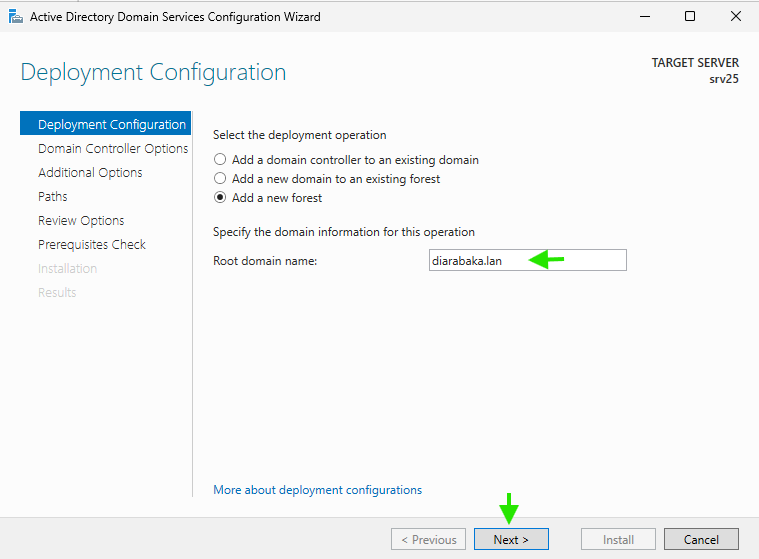 Active Directory Domain Services Configuration Wizard
Deployment Configuration
TARGET SERVER
srv25
Deployment Configuration
Domain Controller Options
Additional Options
Paths
Review Options
Prerequisites Check
Installation
Results
Select the deployment operation
Add a domain controller to an existing domain
Add a new domain to an existing forest
Add a new forest
Specify the domain information for this operation
Root domain name:
diarabaka.lan
More about deployment configurations
< Previous
Next >
Install
Cancel